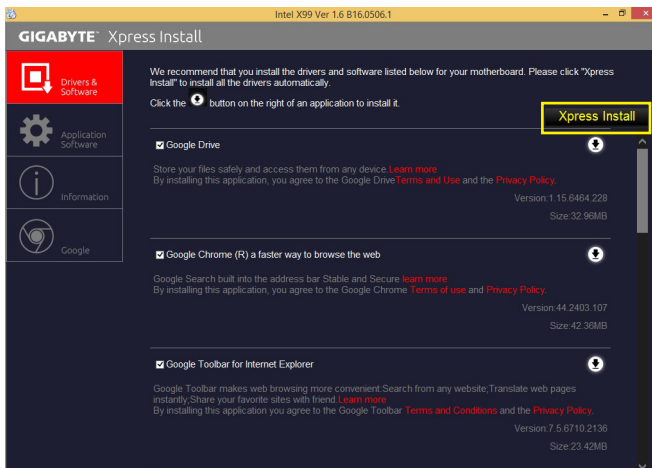 Intel X99 Ver 1.6 B16.0506.1
GIGABYTE™ Xpress Install
Drivers &
Software
Application
Software
Information
Google
We recommend that you install the drivers and software listed below for your motherboard. Please click "Xpress
Install" to install all the drivers automatically.
Click the button on the right of an application to install it.
Xpress Install
Google Drive
Store your files safely and access them from any device.Learn more
By installing this application, you agree to the Google DriveTerms and Use and the Privacy Policy.
Version:1.15.6464.228
Size:32.96MB
Google Chrome (R) a faster way to browse the web
Google Search built into the address bar Stable and Secure learn more
By installing this application, you agree to the Google Chrome Terms of use and Privacy Policy.
Version:44.2403.107
Size:42.36MB
Google Toolbar for Internet Explorer
Google Toolbar makes web browsing more convenient:Search from any website;Translate web pages
instantly;Share your favorite sites with friend.Learn more
By installing this application you agree to the Google Toolbar Terms and Conditions and the Privacy Policy.
Version:7.5.6710.2136
Size:23.42MB